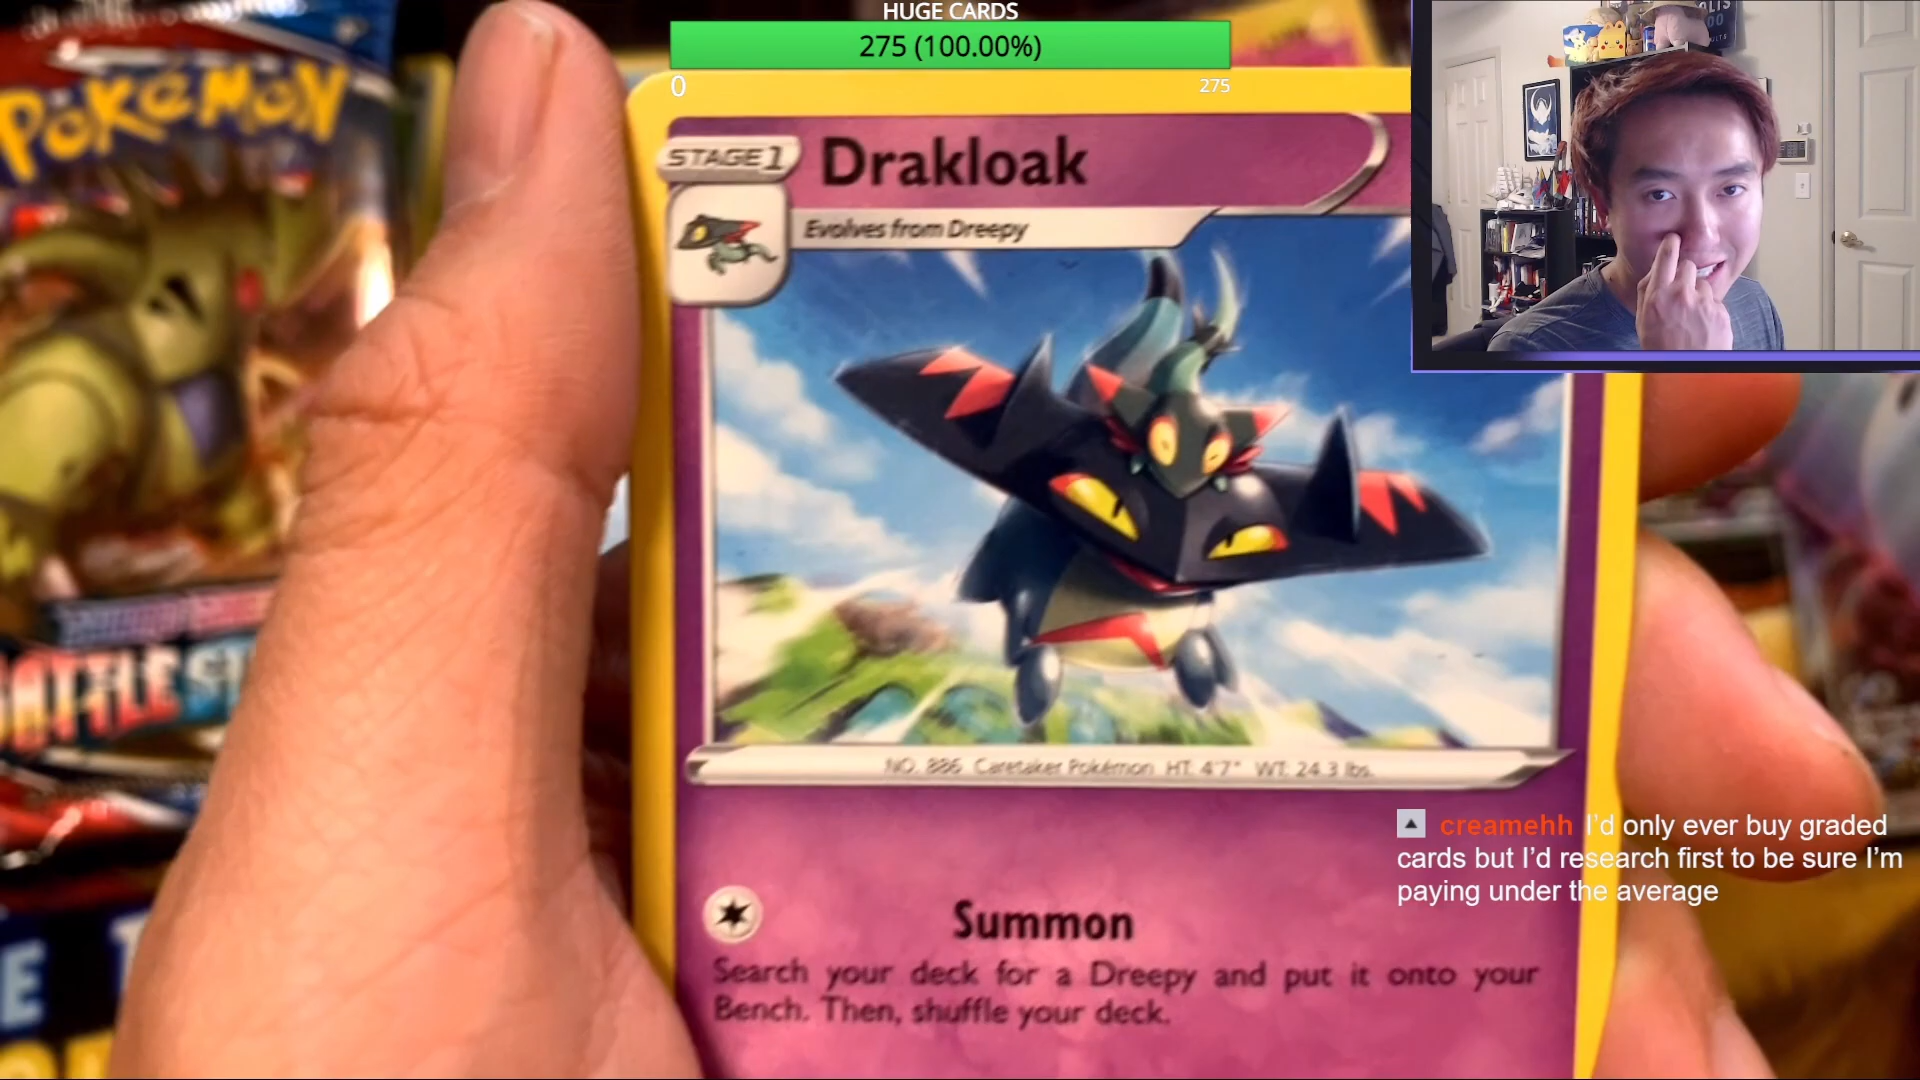 HUGE CARDS
275 (100.00%)
0
275
POKéMON
STAGE 1
Drakloak
Evolves from Dreepy
NO. 886 Caretaker Pokémon HT: 4'7" WT: 24.3 lbs.
creamehh I'd only ever buy graded
cards but I'd research first to be sure I'm
paying under the average
Summon
Search your deck for a Dreepy and put it onto your
Bench. Then, shuffle your deck.